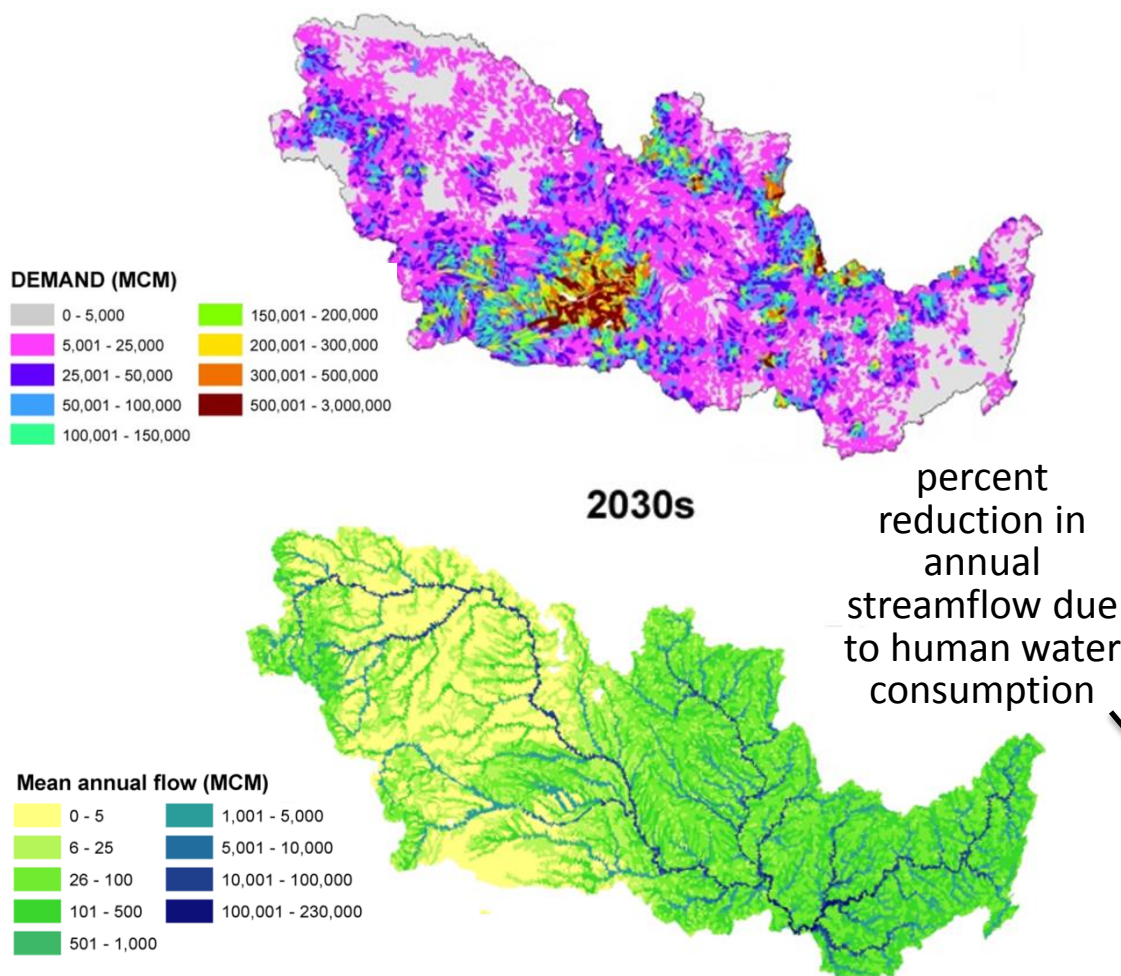 DEMAND (MCM)
0 - 5,000
5,001 - 25,000
25,001 - 50,000
50,001 - 100,000
100,001 - 150,000
150,001 - 200,000
200,001 - 300,000
300,001 - 500,000
500,001 - 3,000,000
2030s
percent
reduction in
annual
streamflow due
to human water
consumption
Mean annual flow (MCM)
0 - 5
6 - 25
26 - 100
101 - 500
501 - 1,000
1,001 - 5,000
5,001 - 10,000
10,001 - 100,000
100,001 - 230,000